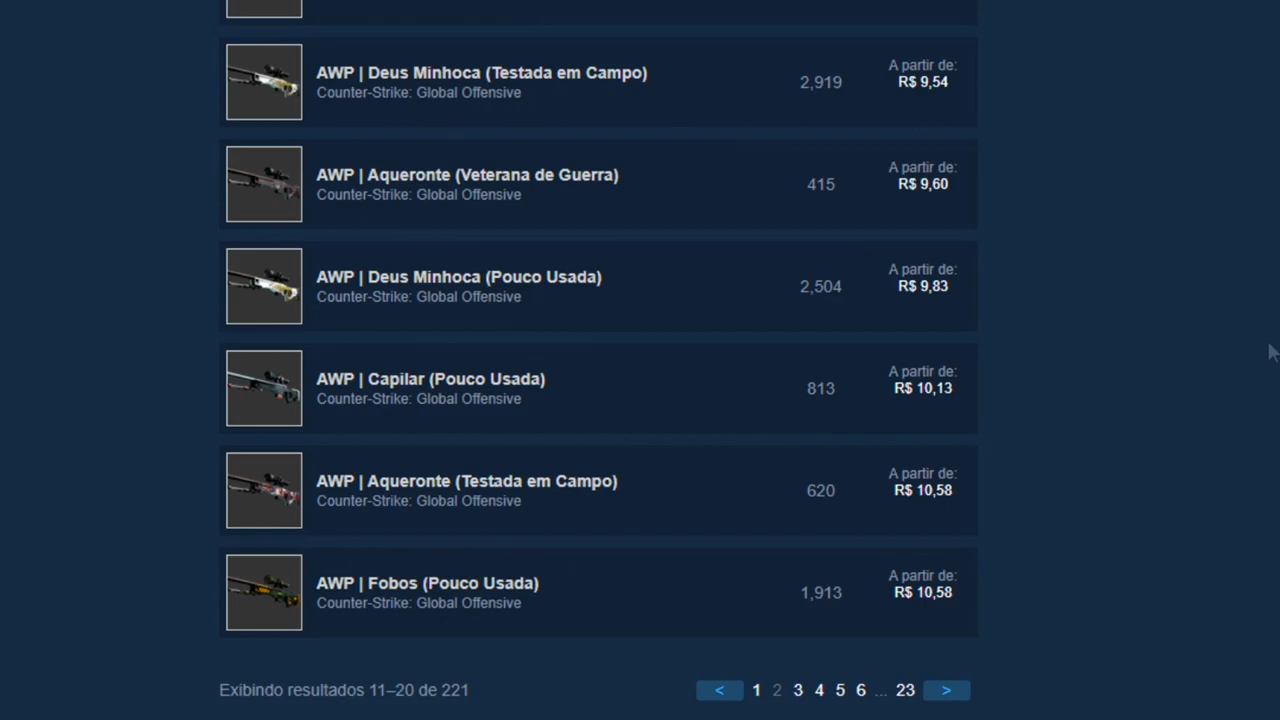 AWP | Deus Minhoca (Testada em Campo)
Counter-Strike: Global Offensive
2,919
A partir de:
R$ 9,54
AWP | Aqueronte (Veterana de Guerra)
Counter-Strike: Global Offensive
415
A partir de:
R$ 9,60
AWP | Deus Minhoca (Pouco Usada)
Counter-Strike: Global Offensive
2,504
A partir de:
R$ 9,83
AWP | Capilar (Pouco Usada)
Counter-Strike: Global Offensive
813
A partir de:
R$ 10,13
AWP | Aqueronte (Testada em Campo)
Counter-Strike: Global Offensive
620
A partir de:
R$ 10,58
AWP | Fobos (Pouco Usada)
Counter-Strike: Global Offensive
1,913
A partir de:
R$ 10,58
Exibindo resultados 11–20 de 221
< 1 2 3 4 5 6 ... 23 >